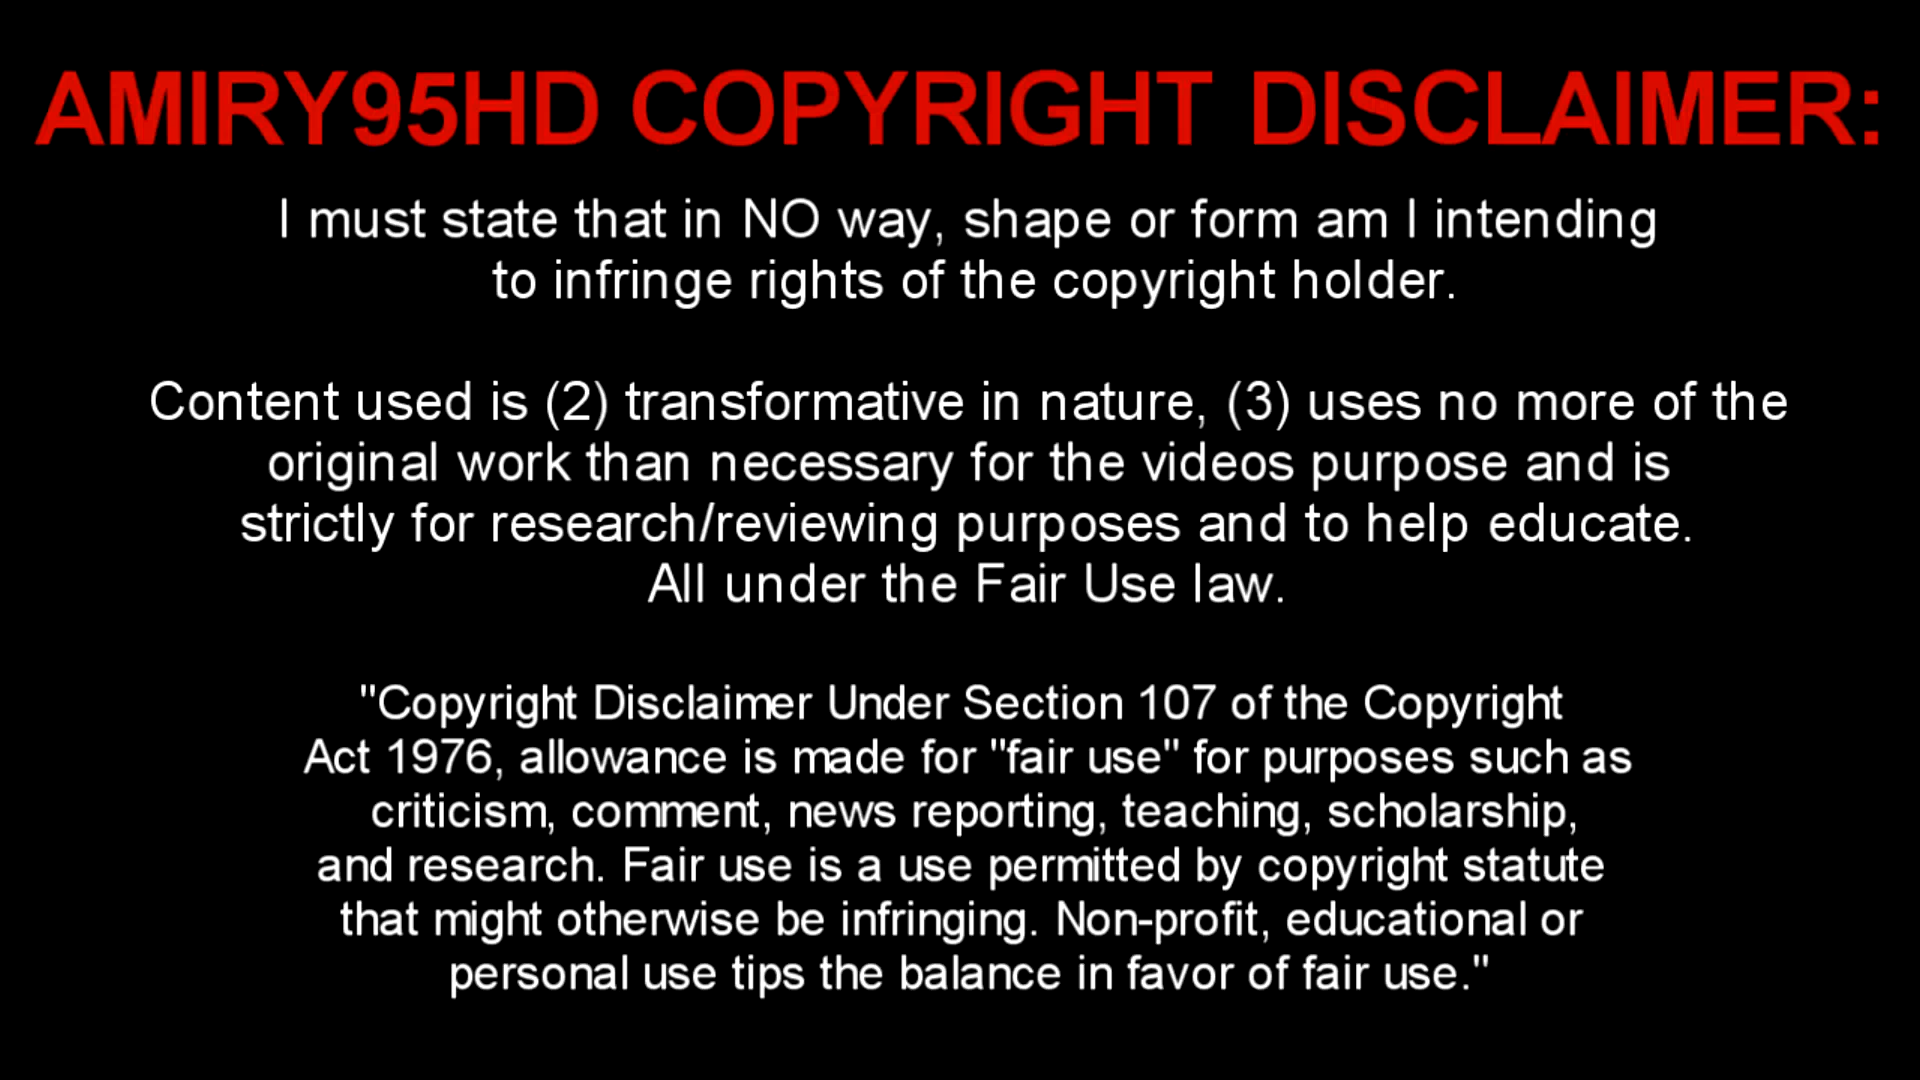 AMIRY95HD COPYRIGHT DISCLAIMER:
I must state that in NO way, shape or form am I intending
to infringe rights of the copyright holder.
Content used is (2) transformative in nature, (3) uses no more of the
original work than necessary for the videos purpose and is
strictly for research/reviewing purposes and to help educate.
All under the Fair Use law.
"Copyright Disclaimer Under Section 107 of the Copyright
Act 1976, allowance is made for "fair use" for purposes such as
criticism, comment, news reporting, teaching, scholarship,
and research. Fair use is a use permitted by copyright statute
that might otherwise be infringing. Non-profit, educational or
personal use tips the balance in favor of fair use."